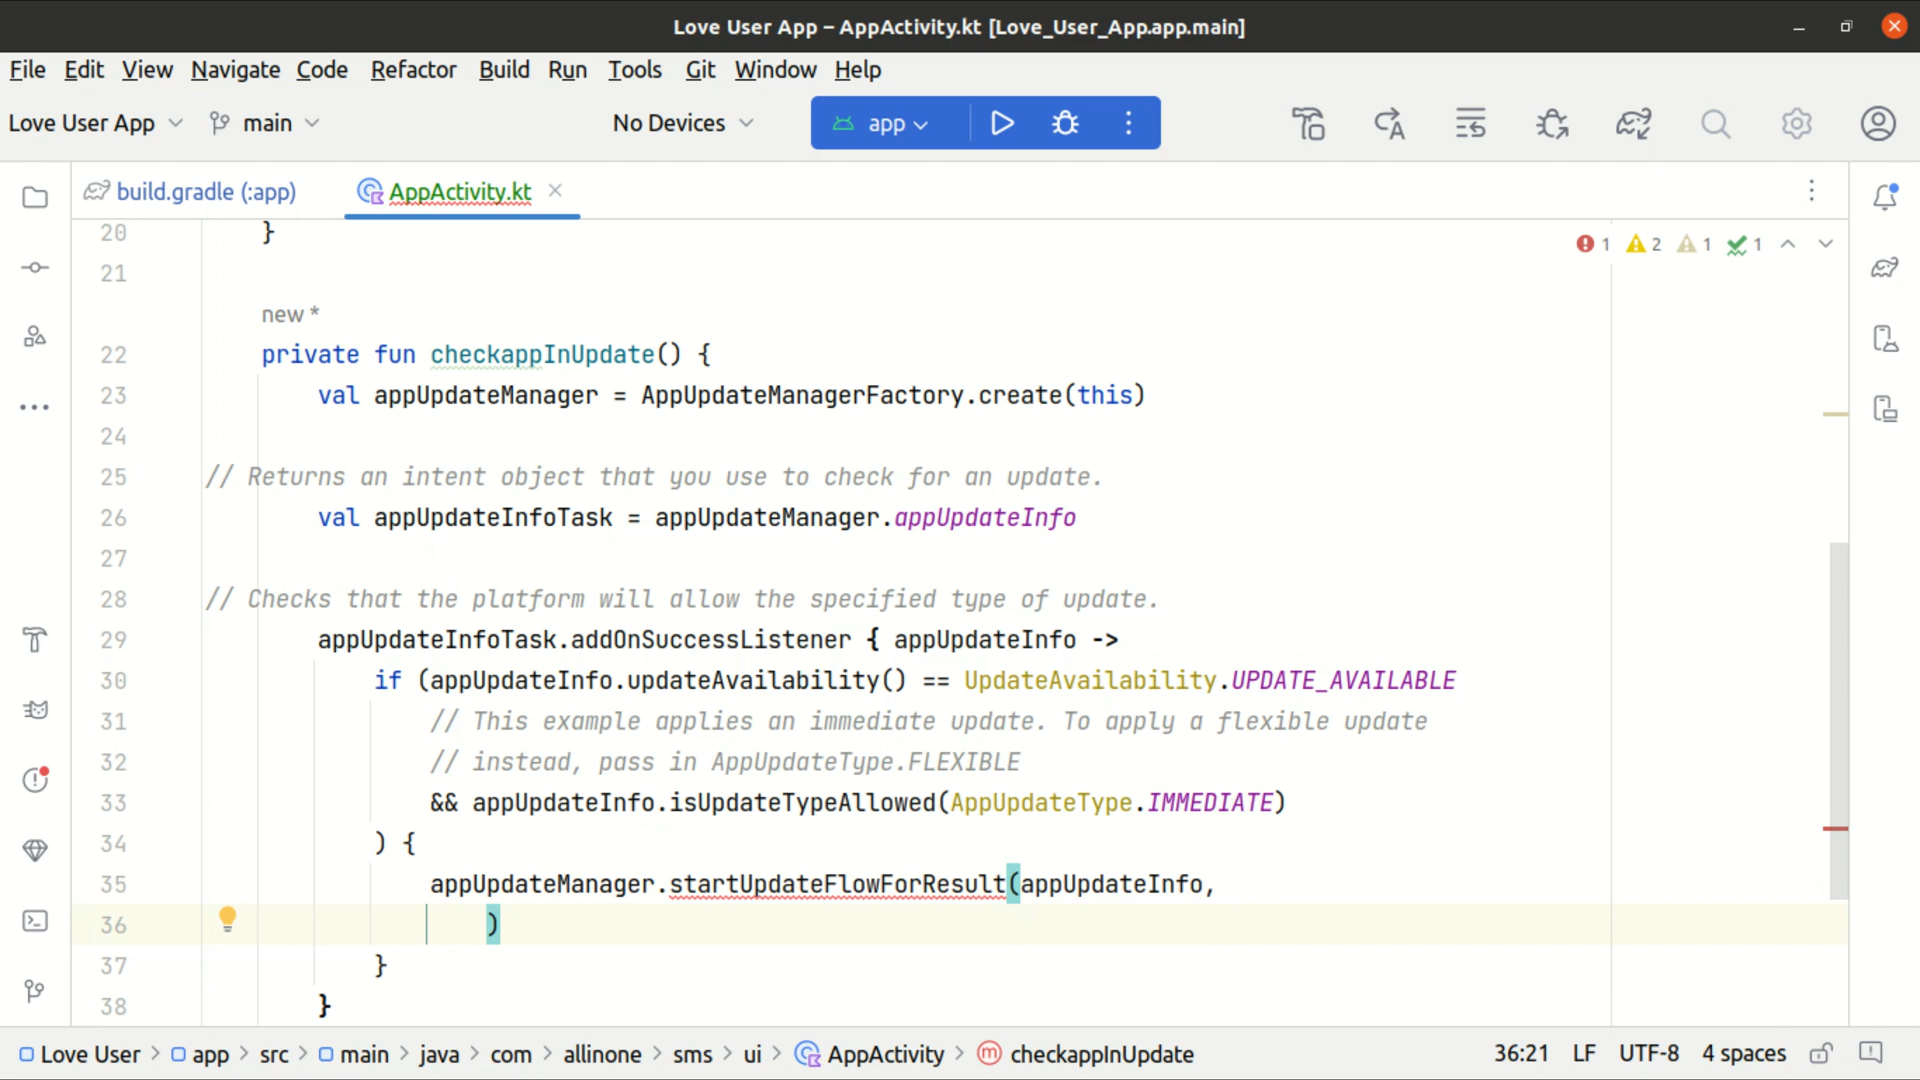 Love User App – AppActivity.kt [Love_User_App.app.main]
File Edit View Navigate Code Refactor Build Run Tools Git Window Help
Love User App main No Devices app
build.gradle (:app) AppActivity.kt
1 2 1 1
20 }
21
new *
22 private fun checkappInUpdate() {
23 val appUpdateManager = AppUpdateManagerFactory.create(this)
24
25 // Returns an intent object that you use to check for an update.
26 val appUpdateInfoTask = appUpdateManager.appUpdateInfo
27
28 // Checks that the platform will allow the specified type of update.
29 appUpdateInfoTask.addOnSuccessListener { appUpdateInfo ->
30 if (appUpdateInfo.updateAvailability() == UpdateAvailability.UPDATE_AVAILABLE
31 // This example applies an immediate update. To apply a flexible update
32 // instead, pass in AppUpdateType.FLEXIBLE
33 && appUpdateInfo.isUpdateTypeAllowed(AppUpdateType.IMMEDIATE)
34 ) {
35 appUpdateManager.startUpdateFlowForResult(appUpdateInfo,
36 )
37 }
38 }
Love User > app > src > main > java > com > allinone > sms > ui > AppActivity > m checkappInUpdate 36:21 LF UTF-8 4 spaces